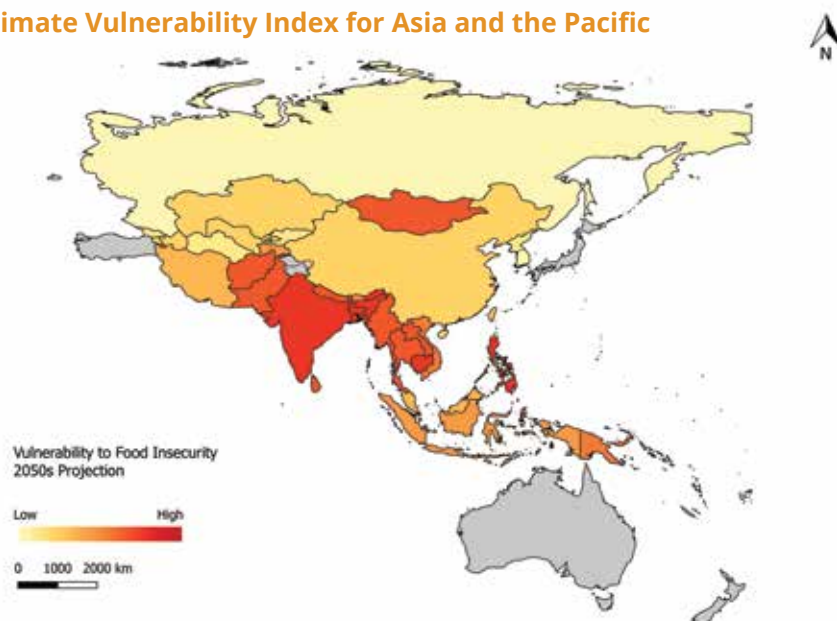 imate Vulnerability Index for Asia and the Pacific
N
Vulnerability to Food Insecurity
2050s Projection
Low High
0 1000 2000 km